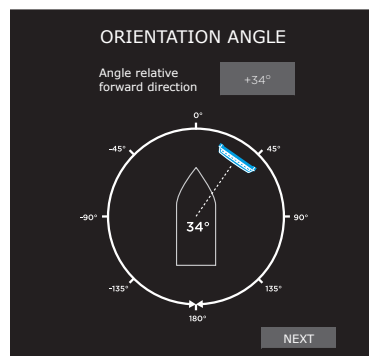 ORIENTATION ANGLE
Angle relative
forward direction
+34°
0°
-45°
45°
-90°
34°
90°
-135°
135°
180°
NEXT